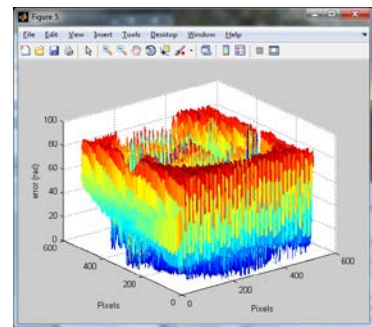 Figure 5
File Edit View Insert Tools Desktop Window Help
100
80
60
40
20
0
error (rad)
600
400
200
0
Pixels
0
200
400
600
Pixels